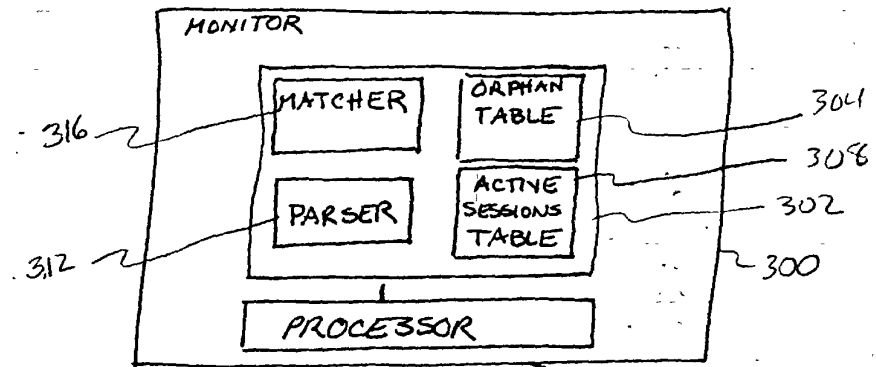 MONITOR
MATCHER
ORPHAN
TABLE
304
316
308
ACTIVE
SESSIONS
TABLE
PARSER
302
312
300
PROCESSOR